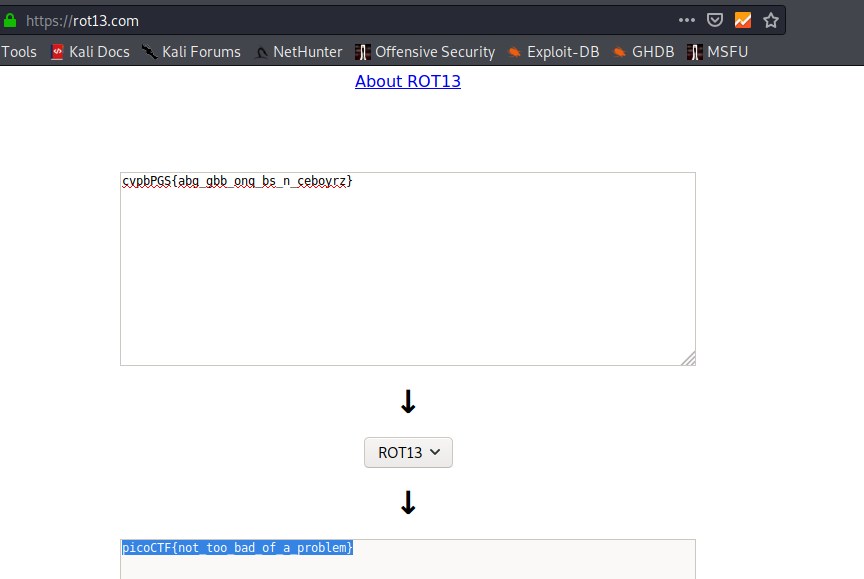 https://rot13.com
Tools Kali Docs Kali Forums NetHunter Offensive Security Exploit-DB GHDB MSFU
About ROT13
cvpbPGS{abg_gbb_onq_bs_n_ceboyrz}
ROT13
picoCTF{not_too_bad_of_a_problem}